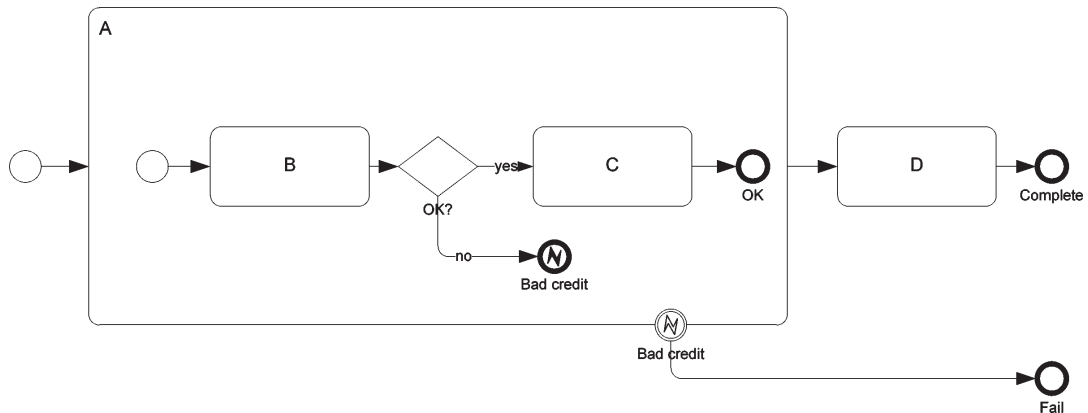 A
B
yes
C
D
OK?
OK
Complete
no
Bad credit
Bad credit
Fail